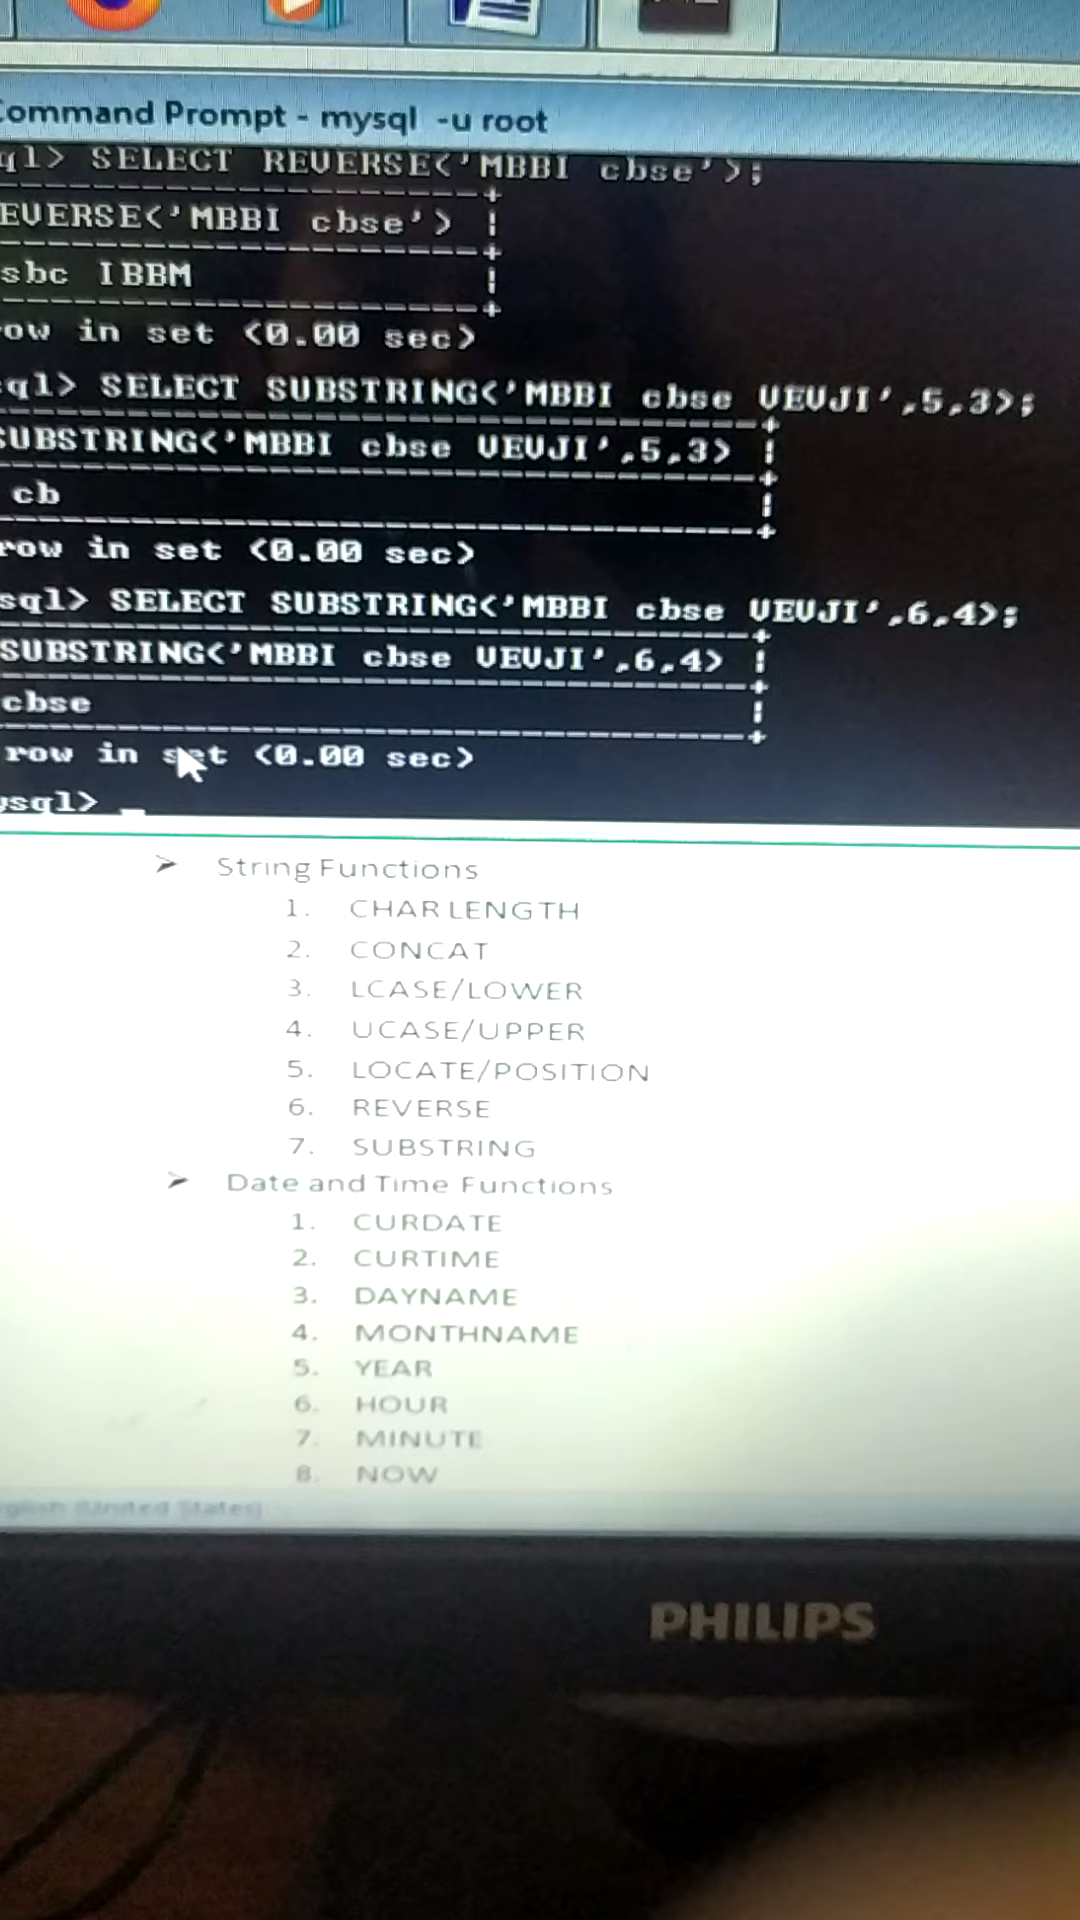 Command Prompt - mysql -u root
ql> SELECT REVERSE('MBBI cbse');
EVERSE('MBBI cbse')
sbc IBBM
ow in set (0.00 sec)
sql> SELECT SUBSTRING('MBBI cbse VEVJI',5,3);
SUBSTRING('MBBI cbse VEVJI',5,3)
cb
row in set (0.00 sec)
sql> SELECT SUBSTRING('MBBI cbse VEVJI',6,4);
SUBSTRING('MBBI cbse VEVJI',6,4)
cbse
row in set (0.00 sec)
ysql> _
➢ String Functions
1. CHAR LENGTH
2. CONCAT
3. LCASE/LOWER
4. UCASE/UPPER
5. LOCATE/POSITION
6. REVERSE
7. SUBSTRING
➢ Date and Time Functions
1. CURDATE
2. CURTIME
3. DAYNAME
4. MONTHNAME
5. YEAR
6. HOUR
7. MINUTE
8. NOW
glish (United States)
PHILIPS